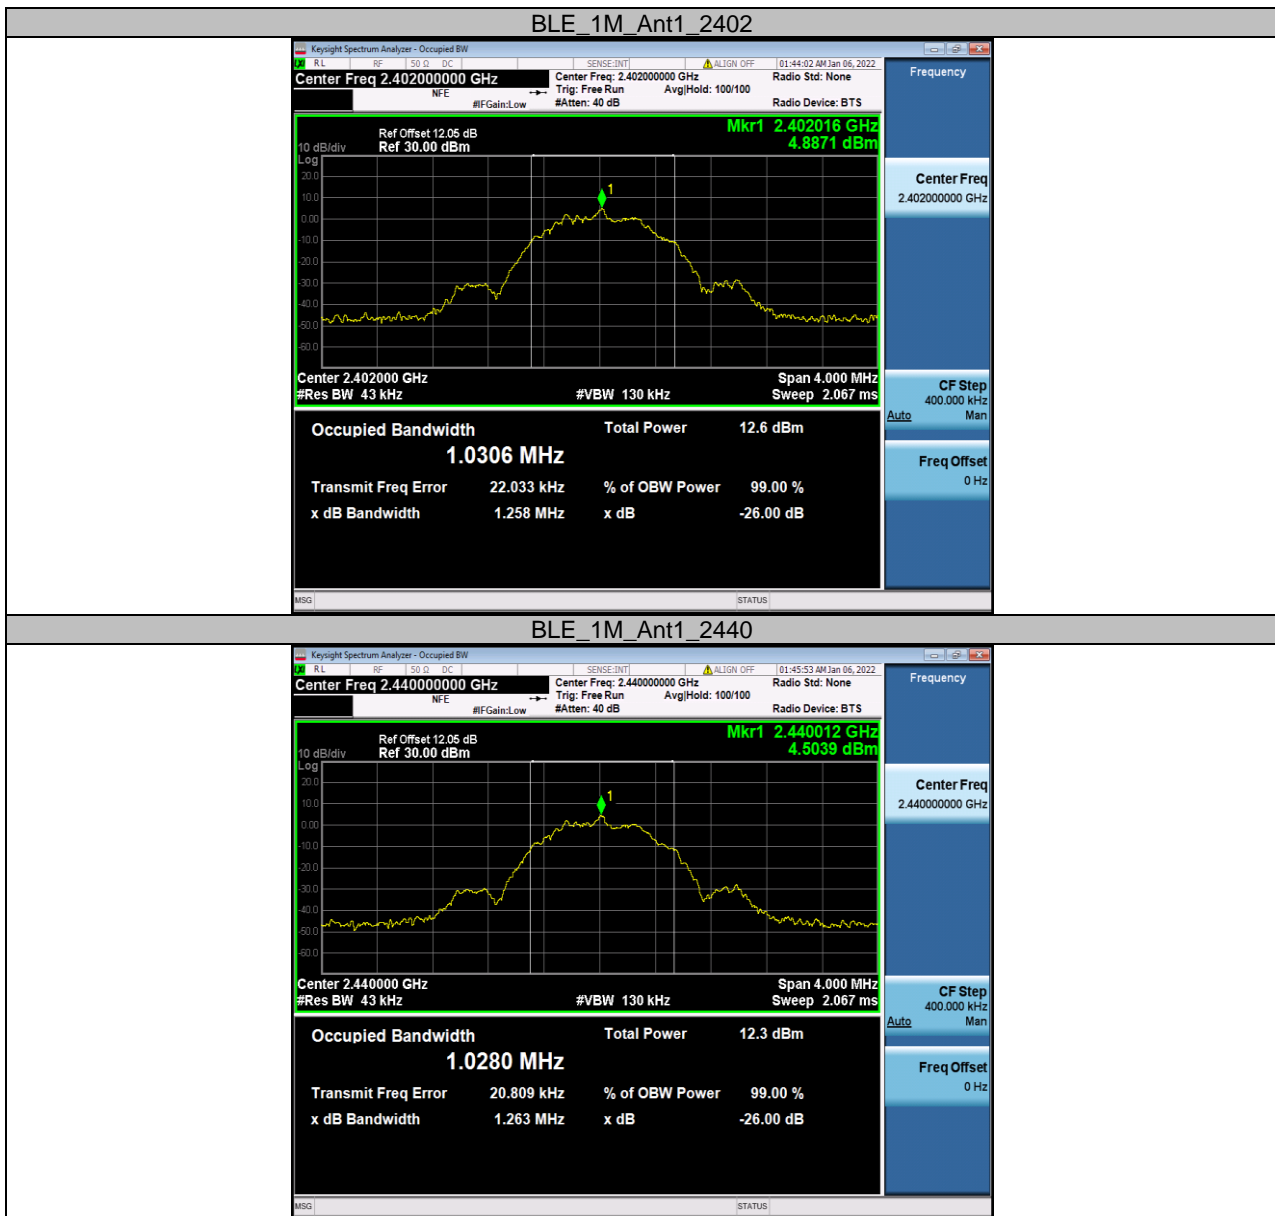 BLE_1M_Ant1_2402
Keysight Spectrum Analyzer - Occupied BW
LXI RL RF 50 Ω DC SENSE:INT ALIGN OFF 01:44:02 AM Jan 06, 2022
Center Freq 2.402000000 GHz Center Freq: 2.402000000 GHz Radio Std: None Frequency
NFE Trig: Free Run Avg|Hold: 100/100
#IFGain:Low #Atten: 40 dB Radio Device: BTS
Mkr1 2.402016 GHz
Ref Offset 12.05 dB
10 dB/div Ref 30.00 dBm 4.8871 dBm
Log
20.0
Center Freq
10.0
2.402000000 GHz
1
0.00
-10.0
-20.0
-30.0
-40.0
-50.0
-60.0
Center 2.402000 GHz Span 4.000 MHz
#Res BW 43 kHz #VBW 130 kHz Sweep 2.067 ms
CF Step
400.000 kHz
Auto Man
Occupied Bandwidth Total Power 12.6 dBm
1.0306 MHz
Freq Offset
0 Hz
Transmit Freq Error 22.033 kHz % of OBW Power 99.00 %
x dB Bandwidth 1.258 MHz x dB -26.00 dB
MSG STATUS
BLE_1M_Ant1_2440
Keysight Spectrum Analyzer - Occupied BW
LXI RL RF 50 Ω DC SENSE:INT ALIGN OFF 01:45:53 AM Jan 06, 2022
Center Freq 2.440000000 GHz Center Freq: 2.440000000 GHz Radio Std: None Frequency
NFE Trig: Free Run Avg|Hold: 100/100
#IFGain:Low #Atten: 40 dB Radio Device: BTS
Mkr1 2.440012 GHz
Ref Offset 12.05 dB
10 dB/div Ref 30.00 dBm 4.5039 dBm
Log
20.0
Center Freq
10.0
2.440000000 GHz
1
0.00
-10.0
-20.0
-30.0
-40.0
-50.0
-60.0
Center 2.440000 GHz Span 4.000 MHz
#Res BW 43 kHz #VBW 130 kHz Sweep 2.067 ms
CF Step
400.000 kHz
Auto Man
Occupied Bandwidth Total Power 12.3 dBm
1.0280 MHz
Freq Offset
0 Hz
Transmit Freq Error 20.809 kHz % of OBW Power 99.00 %
x dB Bandwidth 1.263 MHz x dB -26.00 dB
MSG STATUS